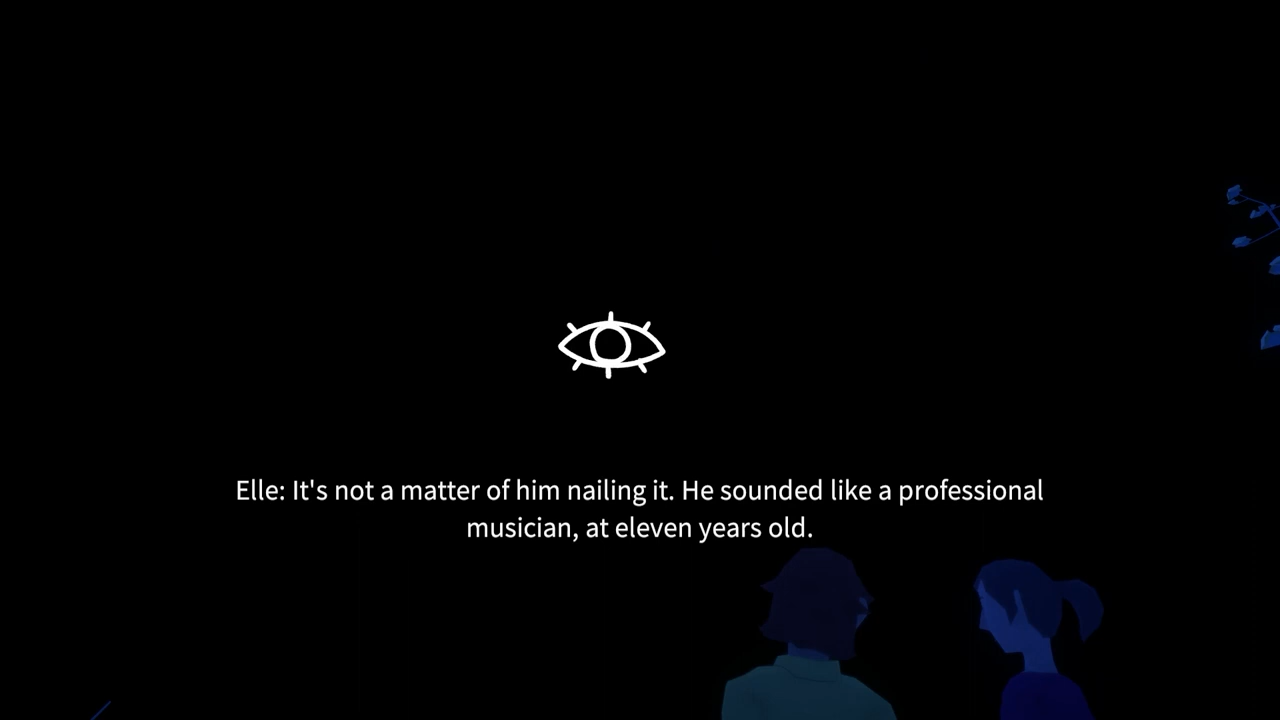 Elle: It's not a matter of him nailing it. He sounded like a professional
musician, at eleven years old.